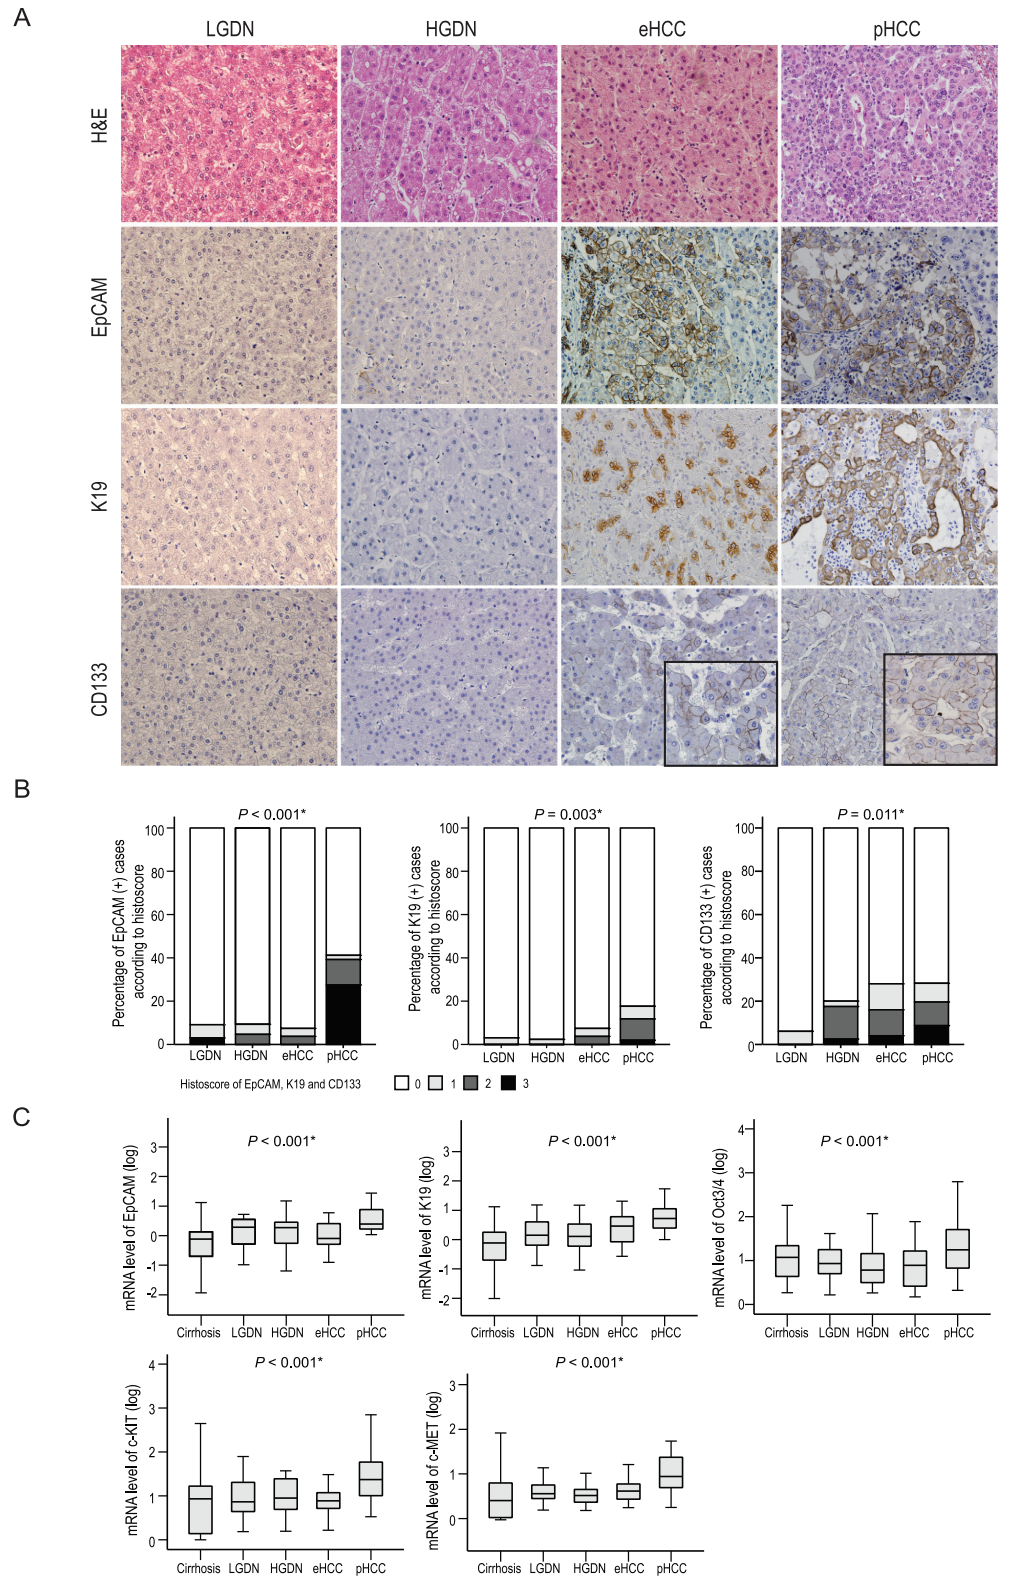 A
LGDN HGDN eHCC pHCC
H&E
EpCAM
K19
CD133
B
P < 0.001*
Percentage of EpCAM (+) cases
according to histoscore
100
80
60
40
20
0
LGDN HGDN eHCC pHCC
P = 0.003*
Percentage of K19 (+) cases
according to histoscore
100
80
60
40
20
0
LGDN HGDN eHCC pHCC
P = 0.011*
Percentage of CD133 (+) cases
according to histoscore
100
80
60
40
20
0
LGDN HGDN eHCC pHCC
Histoscore of EpCAM, K19 and CD133 0 1 2 3
C
P < 0.001*
mRNA level of EpCAM (log)
3
2
1
0
-1
-2
Cirrhosis LGDN HGDN eHCC pHCC
P < 0.001*
mRNA level of K19 (log)
3
2
1
0
-1
-2
Cirrhosis LGDN HGDN eHCC pHCC
P < 0.001*
mRNA level of Oct3/4 (log)
4
3
2
1
0
Cirrhosis LGDN HGDN eHCC pHCC
P < 0.001*
mRNA level of c-KIT (log)
4
3
2
1
0
Cirrhosis LGDN HGDN eHCC pHCC
P < 0.001*
mRNA level of c-MET (log)
3
2
1
0
Cirrhosis LGDN HGDN eHCC pHCC